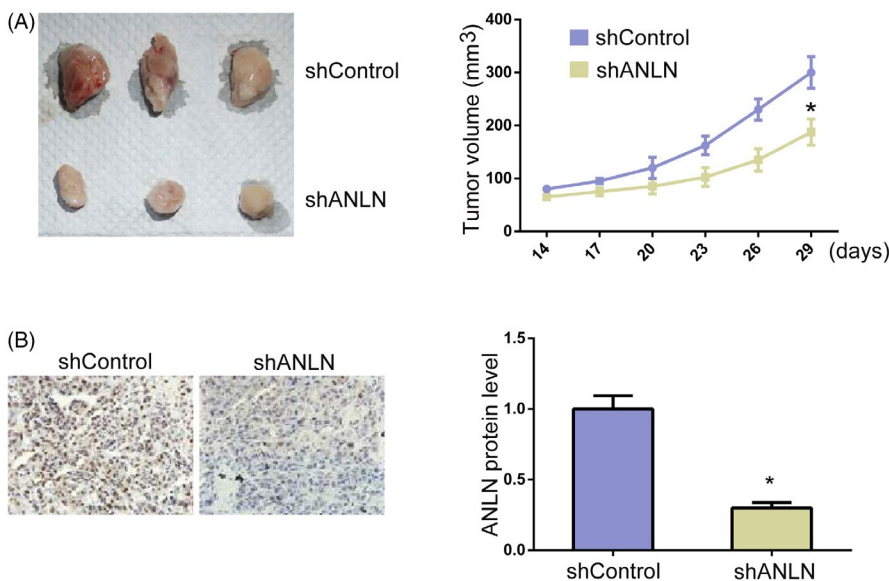 (A)
shControl
shANLN
Tumor volume (mm3)
400
300
200
100
0
shControl
shANLN
*
14 17 20 23 26 29 (days)
(B)
shControl shANLN
ANLN protein level
1.5
1.0
0.5
0.0
*
shControl shANLN